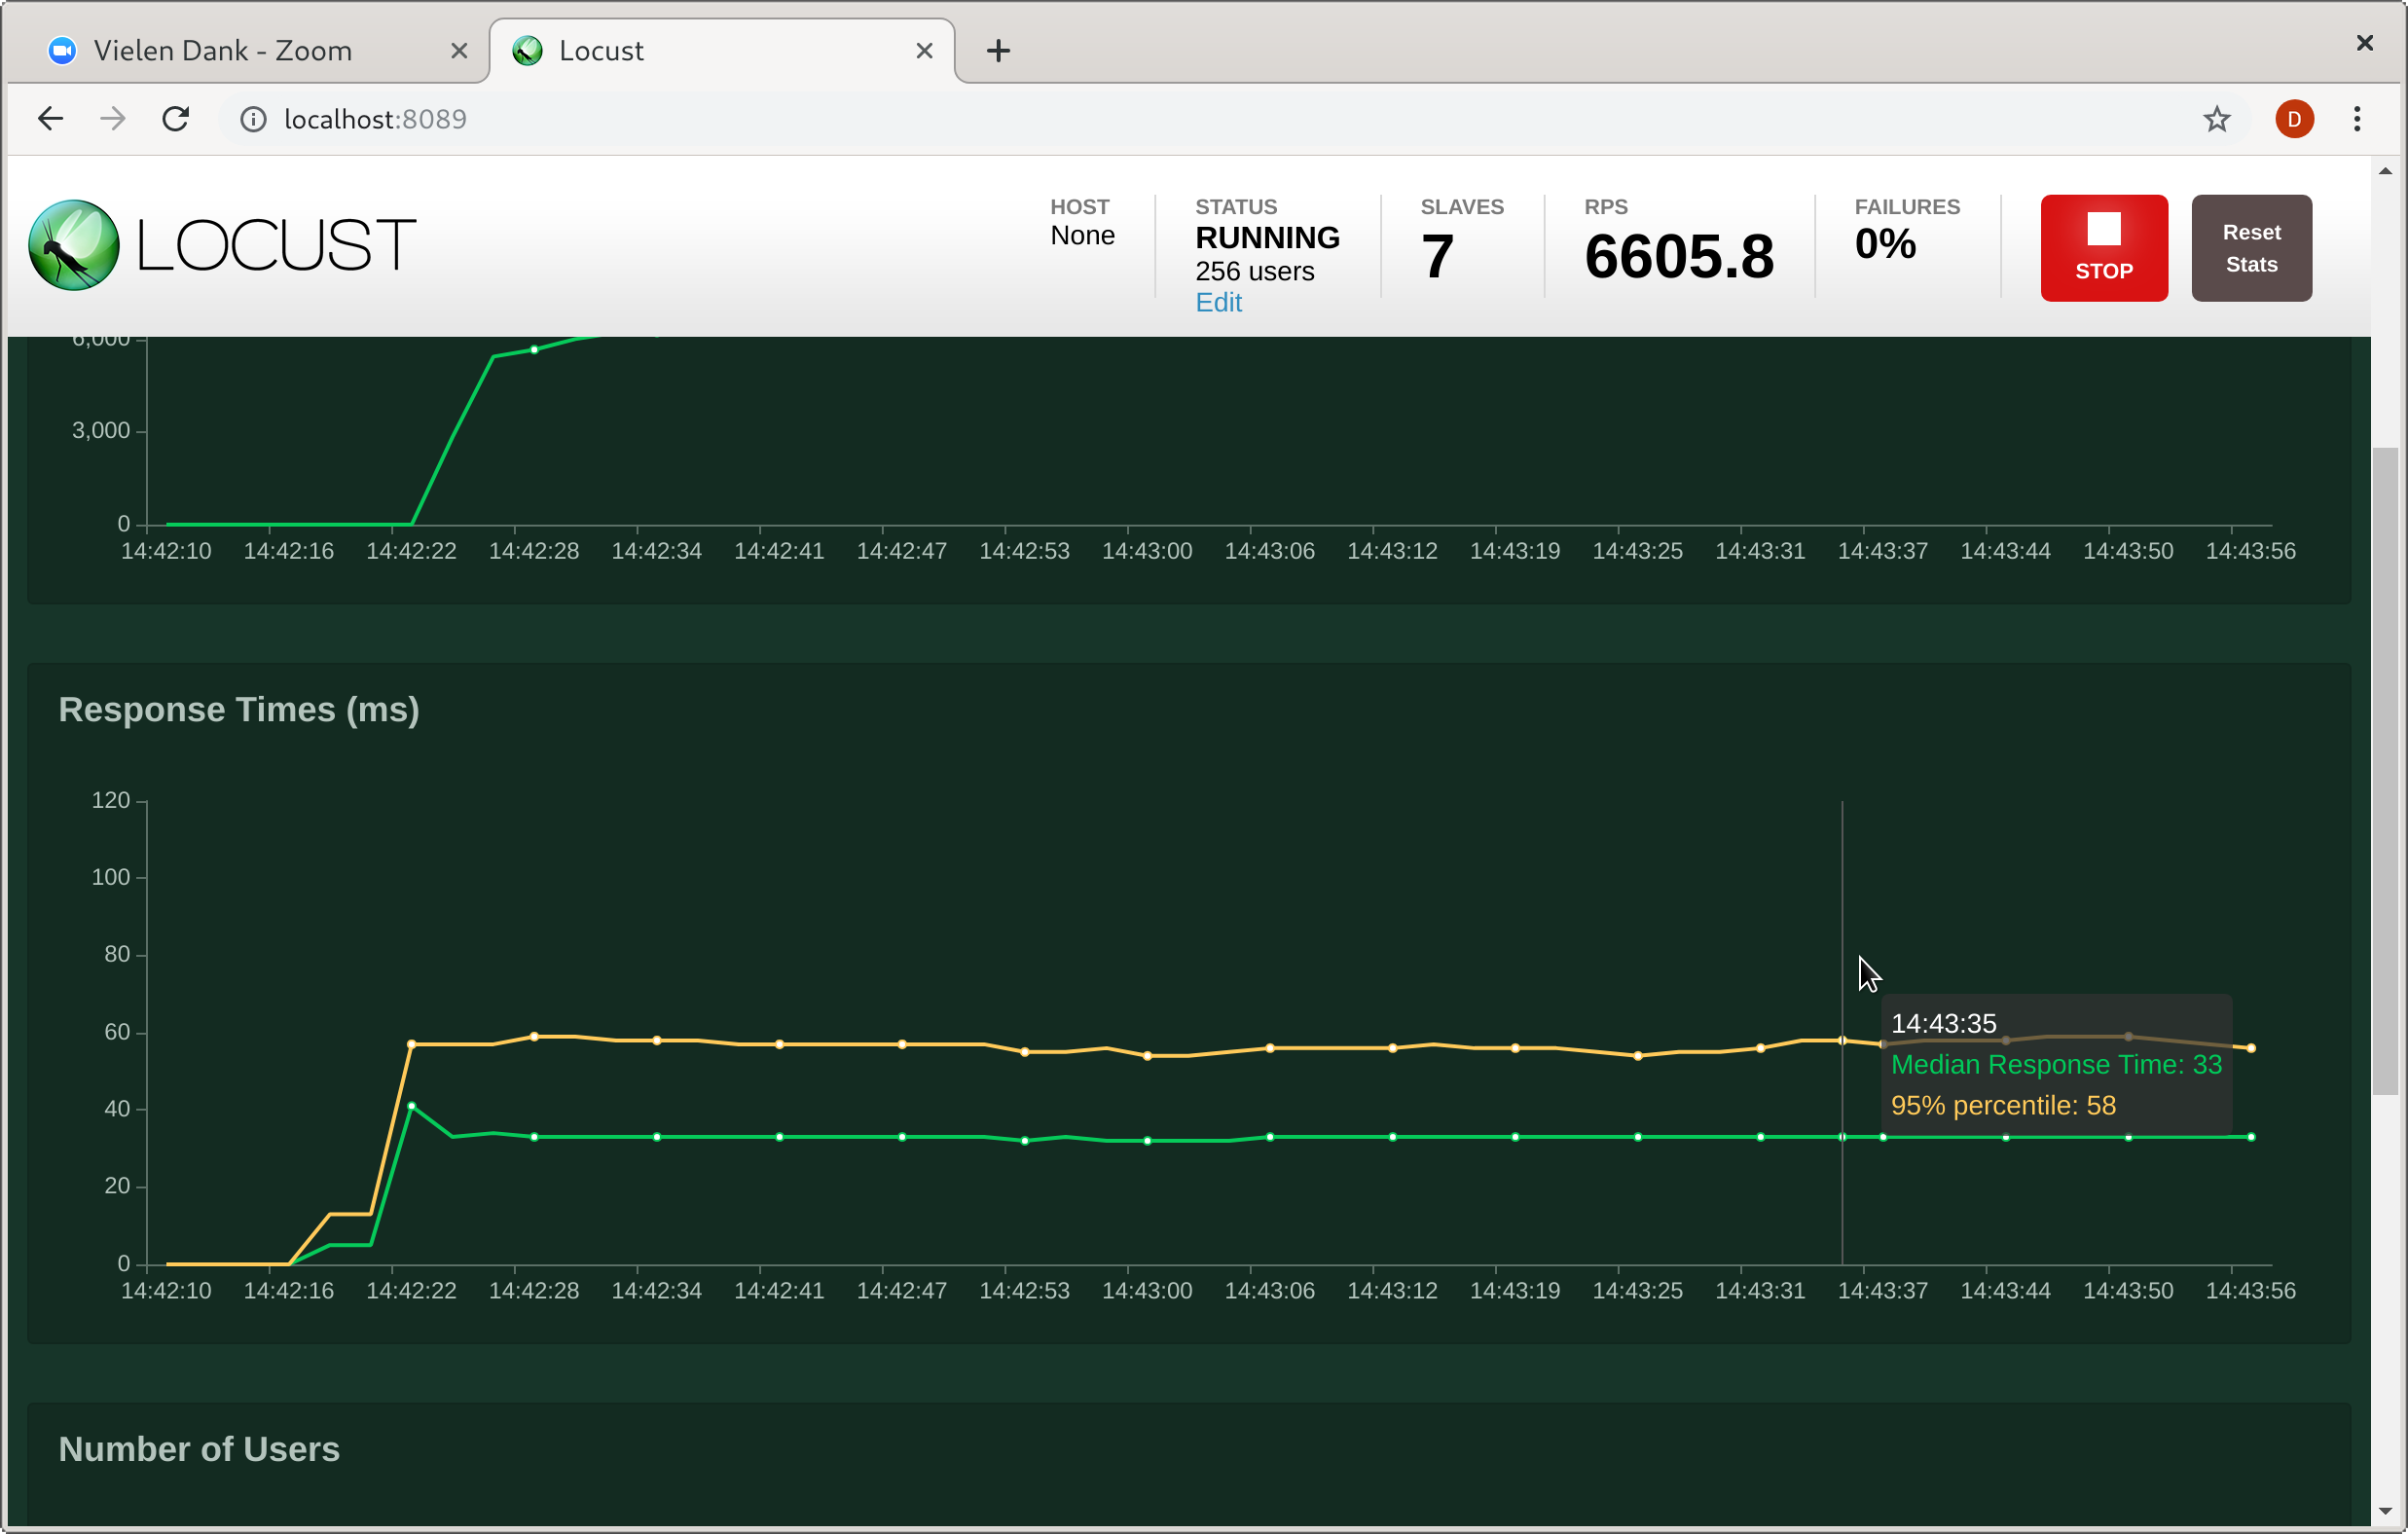 Vielen Dank - Zoom
Locust
localhost:8089
D
LOCUST
HOST
None
STATUS
RUNNING
256 users
Edit
SLAVES
7
RPS
6605.8
FAILURES
0%
STOP
Reset
Stats
6,000
3,000
0
14:42:10 14:42:16 14:42:22 14:42:28 14:42:34 14:42:41 14:42:47 14:42:53 14:43:00 14:43:06 14:43:12 14:43:19 14:43:25 14:43:31 14:43:37 14:43:44 14:43:50 14:43:56
Response Times (ms)
120
100
80
60
40
20
0
14:43:35
Median Response Time: 33
95% percentile: 58
14:42:10 14:42:16 14:42:22 14:42:28 14:42:34 14:42:41 14:42:47 14:42:53 14:43:00 14:43:06 14:43:12 14:43:19 14:43:25 14:43:31 14:43:37 14:43:44 14:43:50 14:43:56
Number of Users